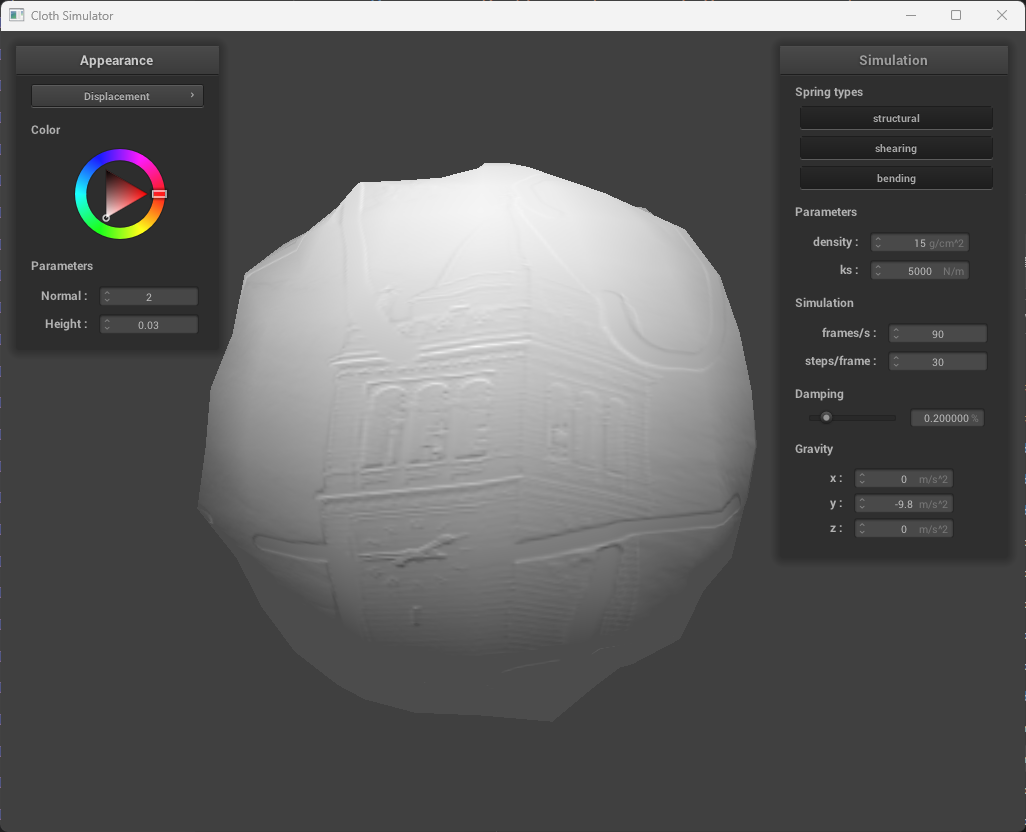 Cloth Simulator
Appearance
Displacement
Color
Parameters
Normal : 2
Height : 0.03
Simulation
Spring types
structural
shearing
bending
Parameters
density : 15 g/cm^2
ks : 5000 N/m
Simulation
frames/s : 90
steps/frame : 30
Damping
0.200000 %
Gravity
x : 0 m/s^2
y : -9.8 m/s^2
z : 0 m/s^2